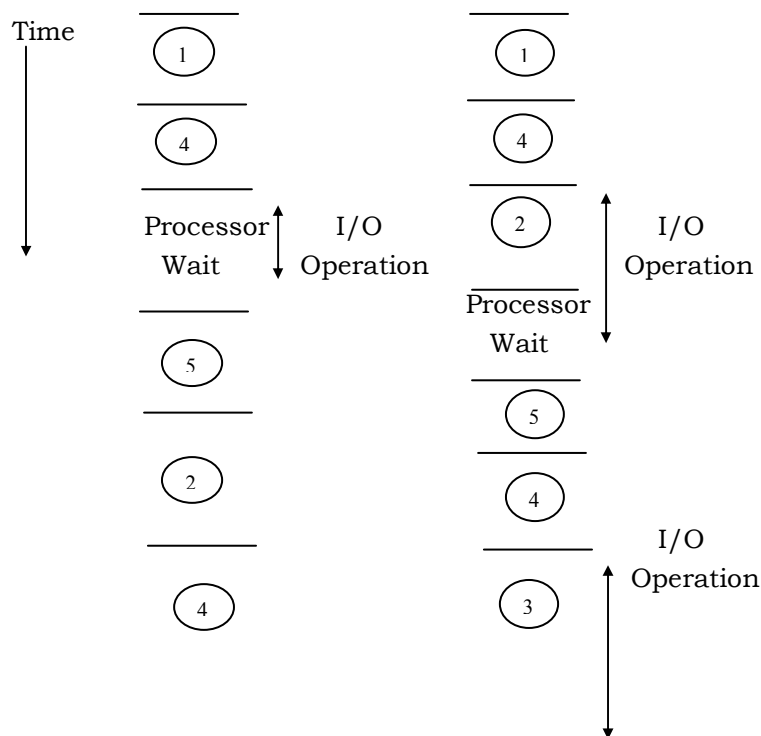 Time
1
4
Processor
Wait
I/O
Operation
5
2
4
1
4
2
I/O
Operation
Processor
Wait
5
4
I/O
Operation
3